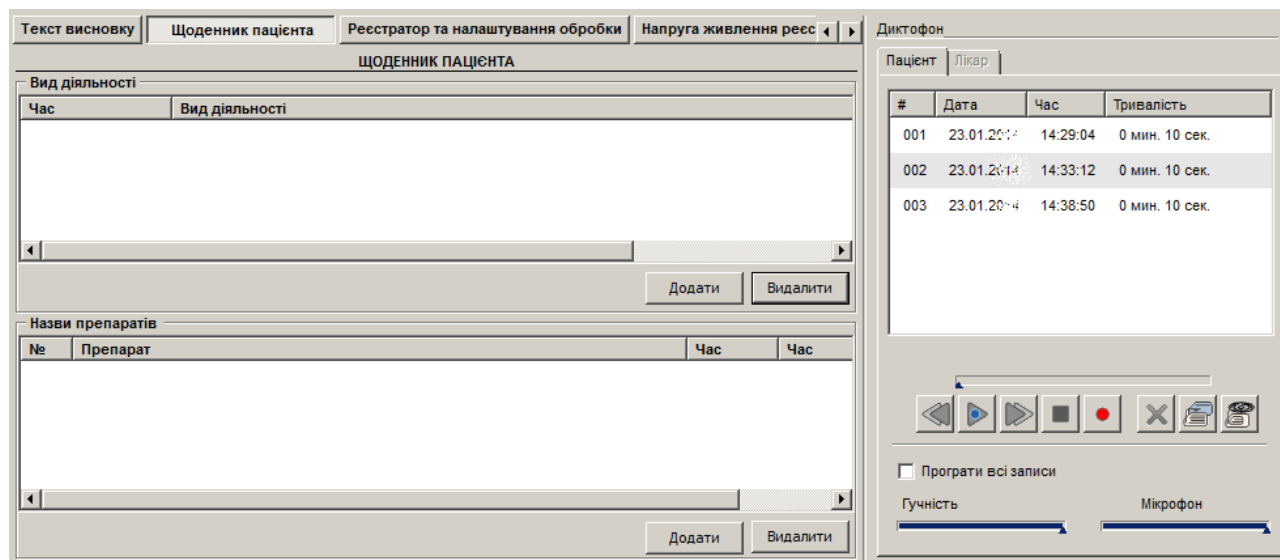 Текст висновку Щоденник пацієнта Реєстратор та налаштування обробки Напруга живлення реєс
ЩОДЕННИК ПАЦІЄНТА
Вид діяльності
Час Вид діяльності
Додати Видалити
Назви препаратів
№ Препарат Час Час
Додати Видалити
Диктофон
Пацієнт Лікар
# Дата Час Тривалість
001 14:29:04 0 мин. 10 сек.
002 14:33:12 0 мин. 10 сек.
003 14:38:50 0 мин. 10 сек.
Програти всі записи
Гучність Мікрофон